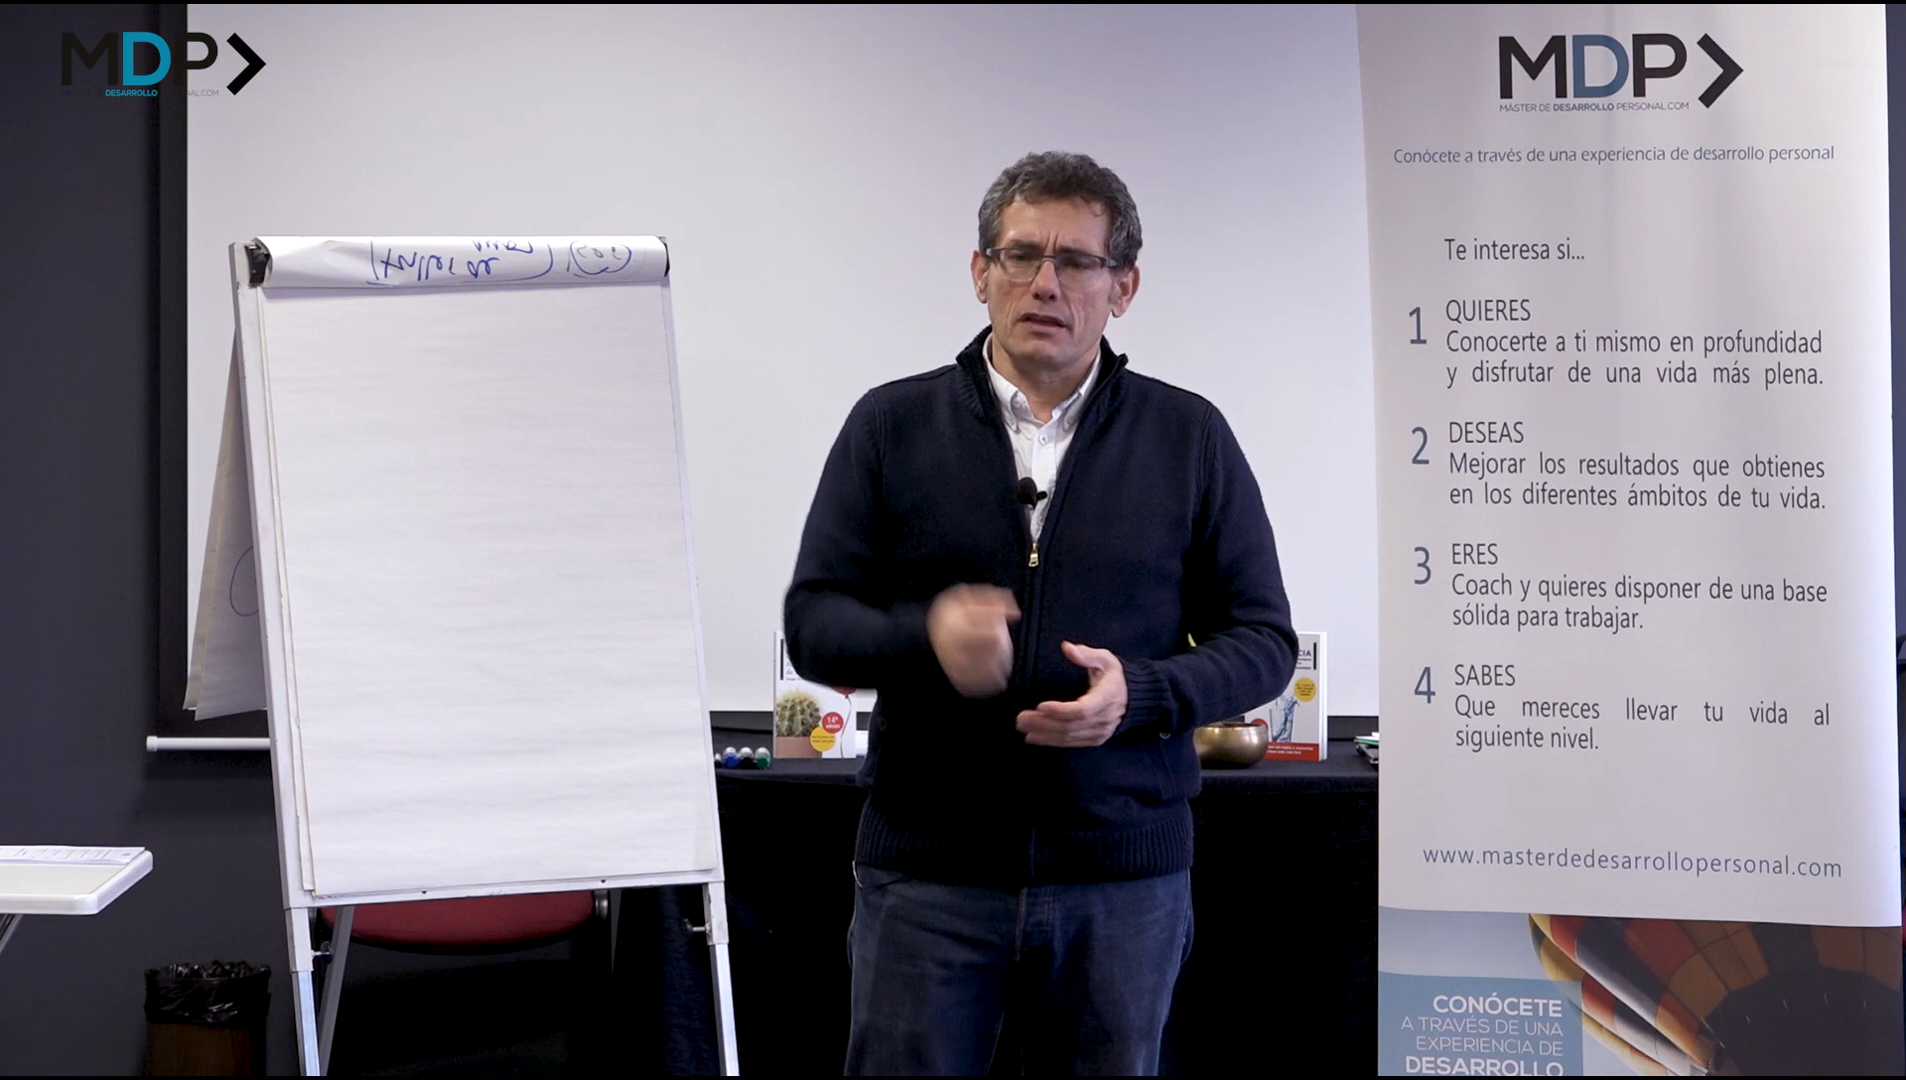 MDP
DESARROLLO
MDP
MÁSTER DE DESARROLLO PERSONAL.COM
Conócete a través de una experiencia de desarrollo personal
Te interesa si...
1 QUIERES
Conocerte a ti mismo en profundidad
y disfrutar de una vida más plena.
2 DESEAS
Mejorar los resultados que obtienes
en los diferentes ámbitos de tu vida.
3 ERES
Coach y quieres disponer de una base
sólida para trabajar.
4 SABES
Que mereces llevar tu vida al
siguiente nivel.
www.masterdedesarrollopersonal.com
CONÓCETE
A TRAVÉS DE UNA
EXPERIENCIA DE
DESARROLLO
14ª
edición